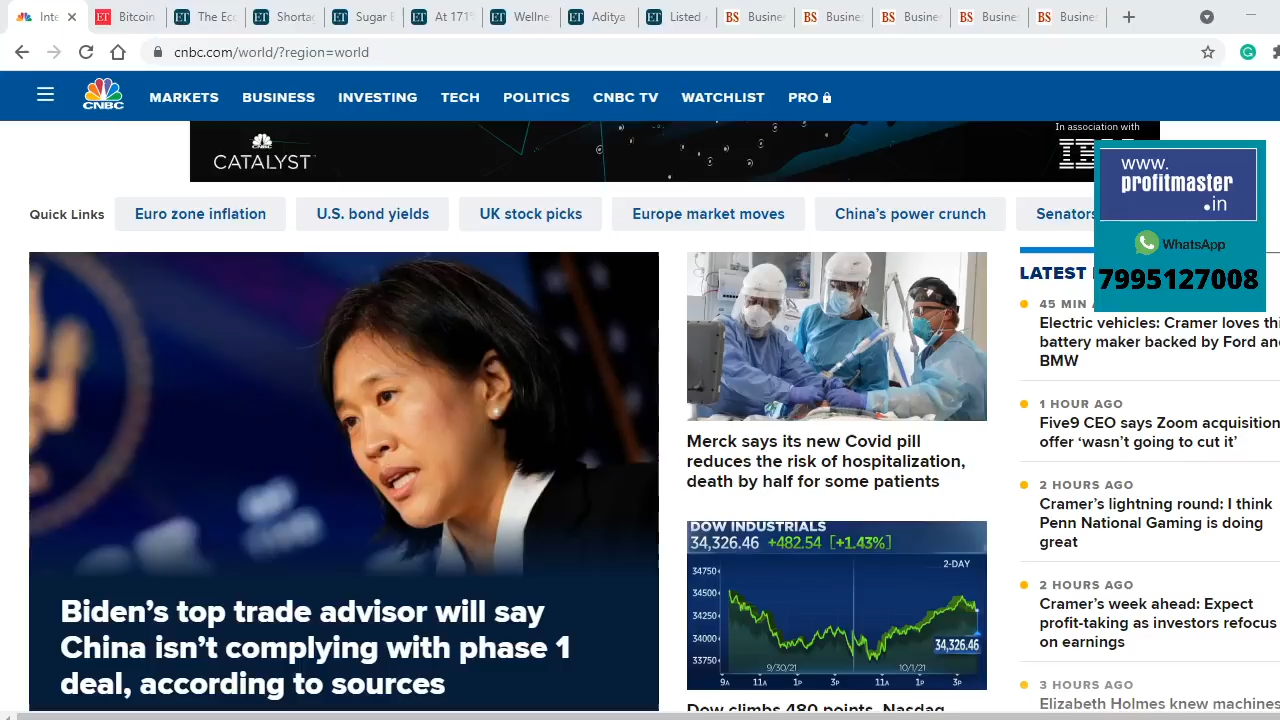 Inte
Bitcoin
The Ec
Shortag
Sugar E
At 171°
Wellne
Aditya
Listed
Busine
Busine
Busine
Busine
Busine
cnbc.com/world/?region=world
CNBC
MARKETS
BUSINESS
INVESTING
TECH
POLITICS
CNBC TV
WATCHLIST
PRO
CATALYST
In association with
IBM
www.
profitmaster
.in
WhatsApp
7995127008
Quick Links
Euro zone inflation
U.S. bond yields
UK stock picks
Europe market moves
China's power crunch
Senators
Biden's top trade advisor will say
China isn't complying with phase 1
deal, according to sources
Merck says its new Covid pill
reduces the risk of hospitalization,
death by half for some patients
DOW INDUSTRIALS
34,326.46 +482.54 [+1.43%]
2-DAY
34750
34500
34250
34000
33750
34,326.46
9/30/21
10/1/21
9A 11A 1P 3P 11A 1P 3P
Dow climbs 480 points, Nasdaq
LATEST
45 MIN
Electric vehicles: Cramer loves thi
battery maker backed by Ford and
BMW
1 HOUR AGO
Five9 CEO says Zoom acquisition
offer ‘wasn't going to cut it’
2 HOURS AGO
Cramer's lightning round: I think
Penn National Gaming is doing
great
2 HOURS AGO
Cramer's week ahead: Expect
profit-taking as investors refocus
on earnings
3 HOURS AGO
Elizabeth Holmes knew machines